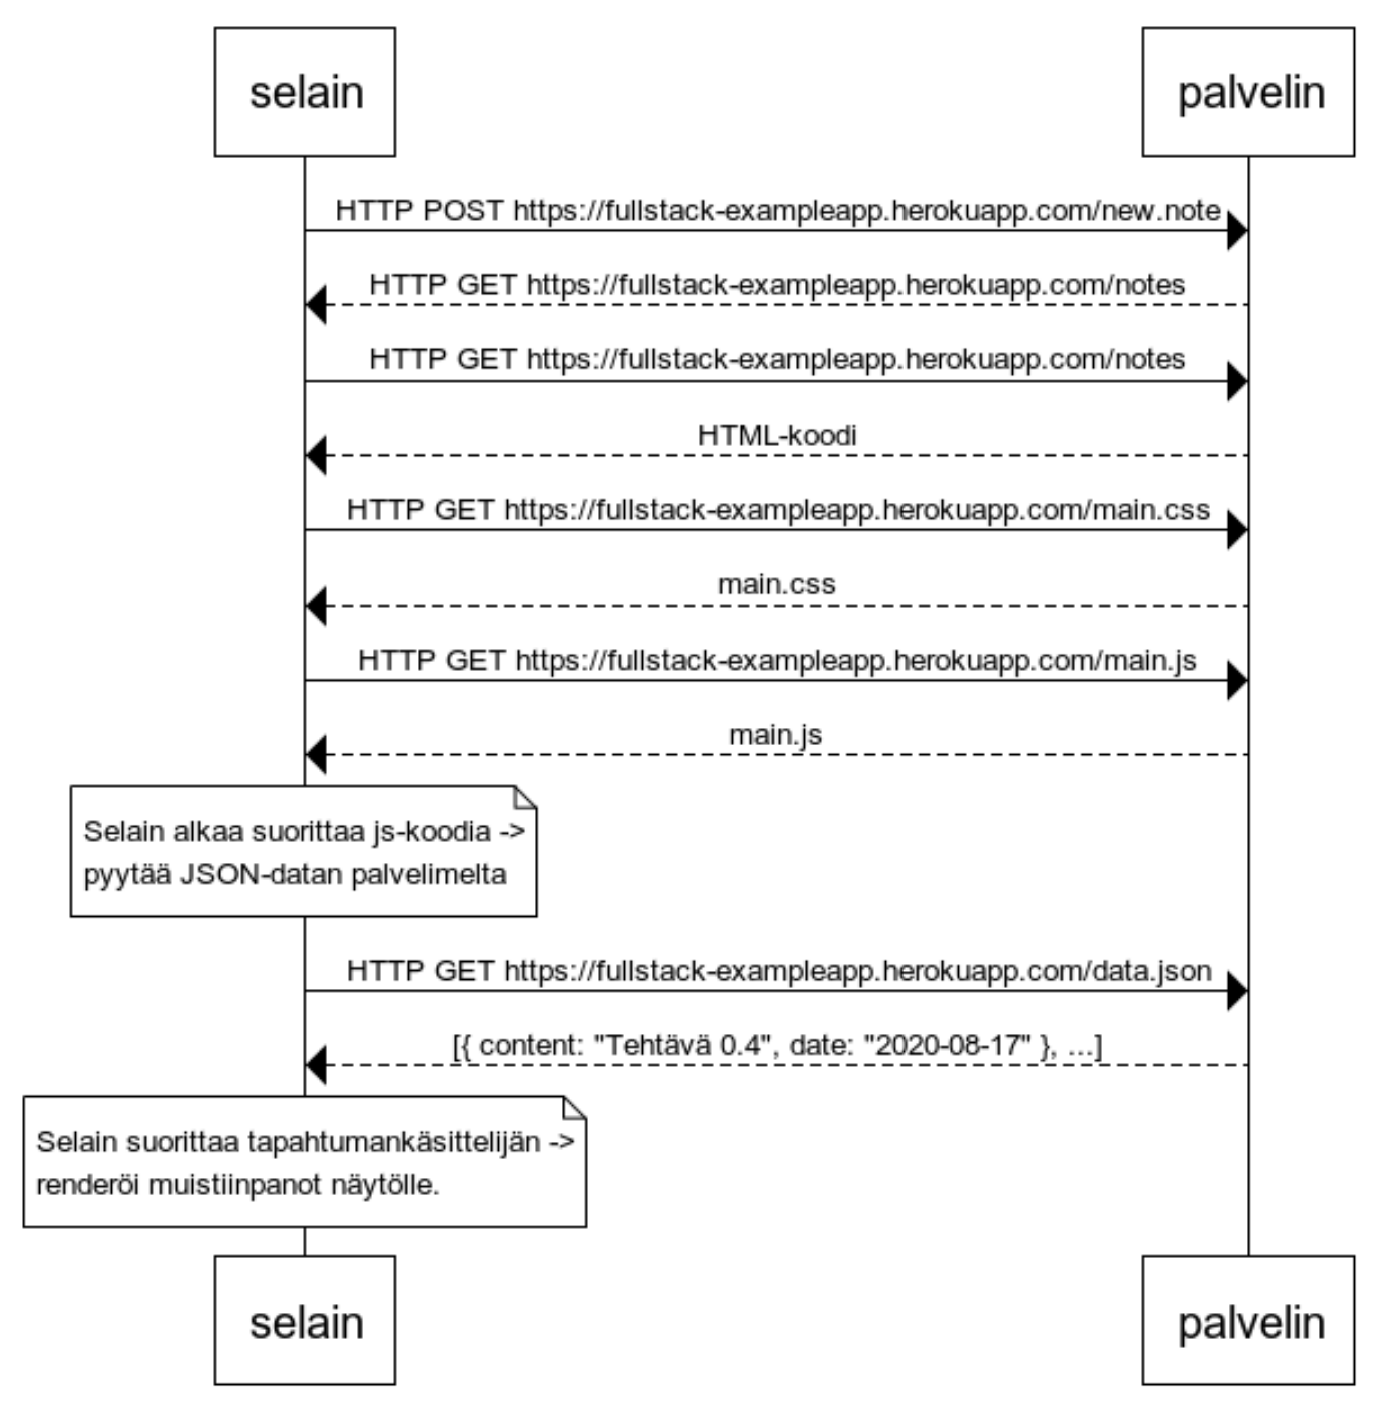 selain
palvelin
HTTP POST https://fullstack-exampleapp.herokuapp.com/new.note
HTTP GET https://fullstack-exampleapp.herokuapp.com/notes
HTTP GET https://fullstack-exampleapp.herokuapp.com/notes
HTML-koodi
HTTP GET https://fullstack-exampleapp.herokuapp.com/main.css
main.css
HTTP GET https://fullstack-exampleapp.herokuapp.com/main.js
main.js
Selain alkaa suorittaa js-koodia ->
pyytää JSON-datan palvelimelta
HTTP GET https://fullstack-exampleapp.herokuapp.com/data.json
[{ content: "Tehtävä 0.4", date: "2020-08-17" }, ...]
Selain suorittaa tapahtumankäsittelijän ->
renderöi muistiinpanot näytölle.
selain
palvelin